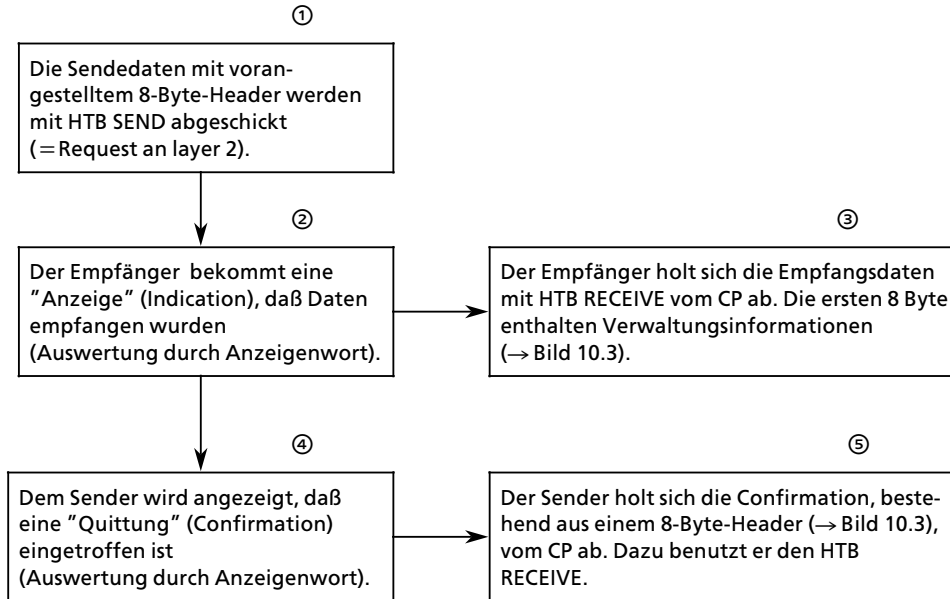 ①
Die Sendedaten mit voran-
gestelltem 8-Byte-Header werden
mit HTB SEND abgeschickt
(=Request an layer 2).
②
Der Empfänger bekommt eine
"Anzeige" (Indication), daß Daten
empfangen wurden
(Auswertung durch Anzeigenwort).
③
Der Empfänger holt sich die Empfangsdaten
mit HTB RECEIVE vom CP ab. Die ersten 8 Byte
enthalten Verwaltungsinformationen
(→ Bild 10.3).
④
Dem Sender wird angezeigt, daß
eine "Quittung" (Confirmation)
eingetroffen ist
(Auswertung durch Anzeigenwort).
⑤
Der Sender holt sich die Confirmation, beste-
hend aus einem 8-Byte-Header (→ Bild 10.3),
vom CP ab. Dazu benutzt er den HTB
RECEIVE.